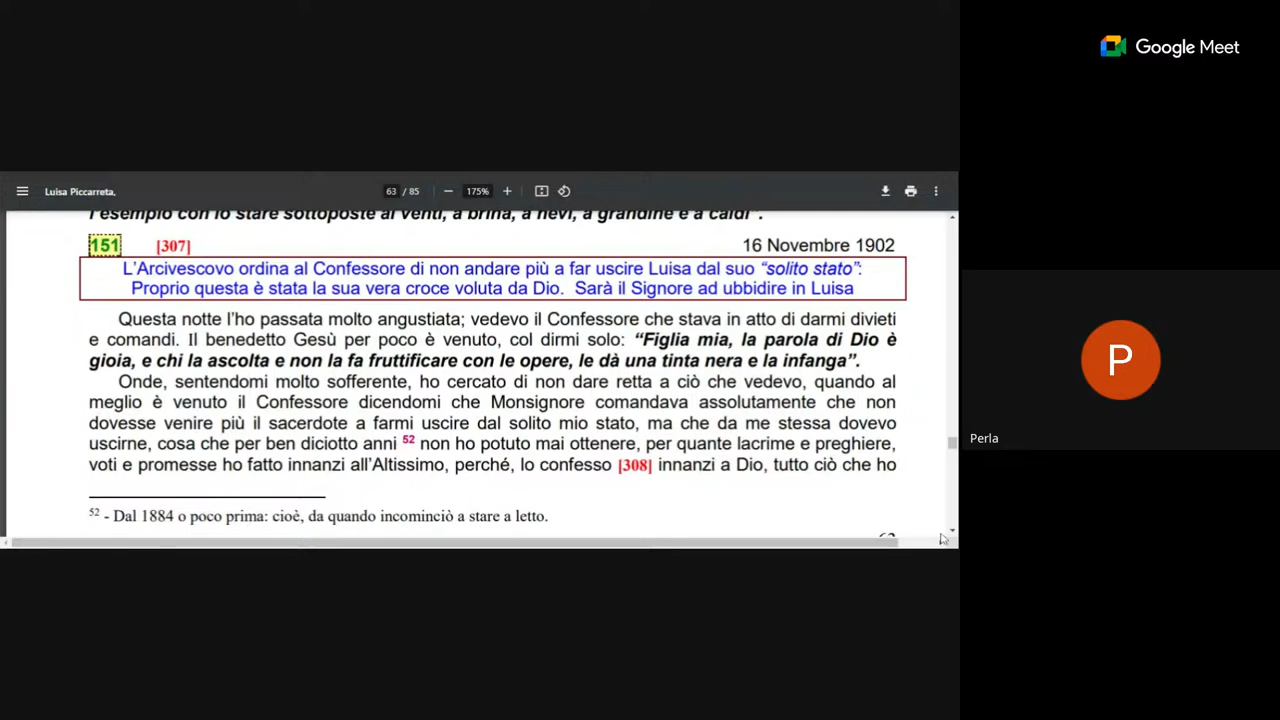 Google Meet
Luisa Piccarreta,
63 / 85
175%
l'esempio con lo stare sottoposte ai venti, a brina, a nevi, a grandine e a caldi".
151 [307] 16 Novembre 1902
L'Arcivescovo ordina al Confessore di non andare più a far uscire Luisa dal suo “solito stato”:
Proprio questa è stata la sua vera croce voluta da Dio. Sarà il Signore ad ubbidire in Luisa
Questa notte l'ho passata molto angustiata; vedevo il Confessore che stava in atto di darmi divieti
e comandi. Il benedetto Gesù per poco è venuto, col dirmi solo: “Figlia mia, la parola di Dio è
gioia, e chi la ascolta e non la fa fruttificare con le opere, le dà una tinta nera e la infanga”.
Onde, sentendomi molto sofferente, ho cercato di non dare retta a ciò che vedevo, quando al
meglio è venuto il Confessore dicendomi che Monsignore comandava assolutamente che non
dovesse venire più il sacerdote a farmi uscire dal solito mio stato, ma che da me stessa dovevo
uscirne, cosa che per ben diciotto anni 52 non ho potuto mai ottenere, per quante lacrime e preghiere,
voti e promesse ho fatto innanzi all'Altissimo, perché, lo confesso [308] innanzi a Dio, tutto ciò che ho
52 - Dal 1884 o poco prima: cioè, da quando incominciò a stare a letto.
P
Perla